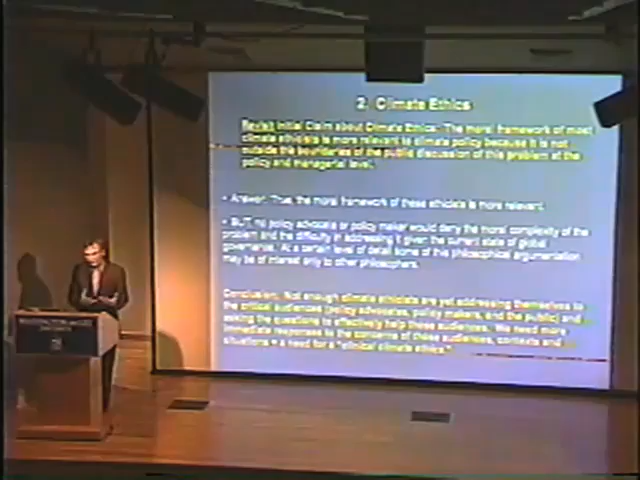 2. Climate Ethics
Revisit Initial Claim about Climate Ethics: "The moral framework of most
climate ethicists is more relevant to climate policy because it is not
outside the boundaries of the public discussion of this problem at the
policy and managerial level."
• Answer: True, the moral framework of these ethicists is more relevant.
• BUT no policy advocate or policy maker would deny the moral complexity of the
problem and the difficulty in addressing it given the current state of global
governance. At a certain level of detail some of this philosophical argumentation
may be of interest only to other philosophers.
Conclusion: Not enough climate ethicists are yet addressing themselves to
the critical audiences (policy advocates, policy makers, and the public) and
asking the questions to effectively help these audiences. We need more
immediate responses to the concerns of those audiences, contexts and
situations = a need for a "clinical climate ethics."